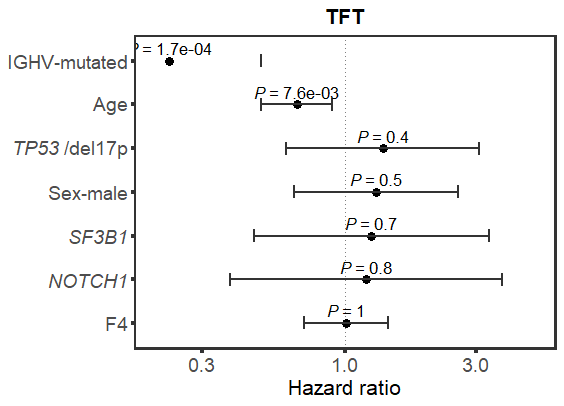 TFT
IGHV-mutated
P = 1.7e-04
Age
P = 7.6e-03
TP53 /del17p
P = 0.4
Sex-male
P = 0.5
SF3B1
P = 0.7
NOTCH1
P = 0.8
F4
P = 1
0.3 1.0 3.0
Hazard ratio